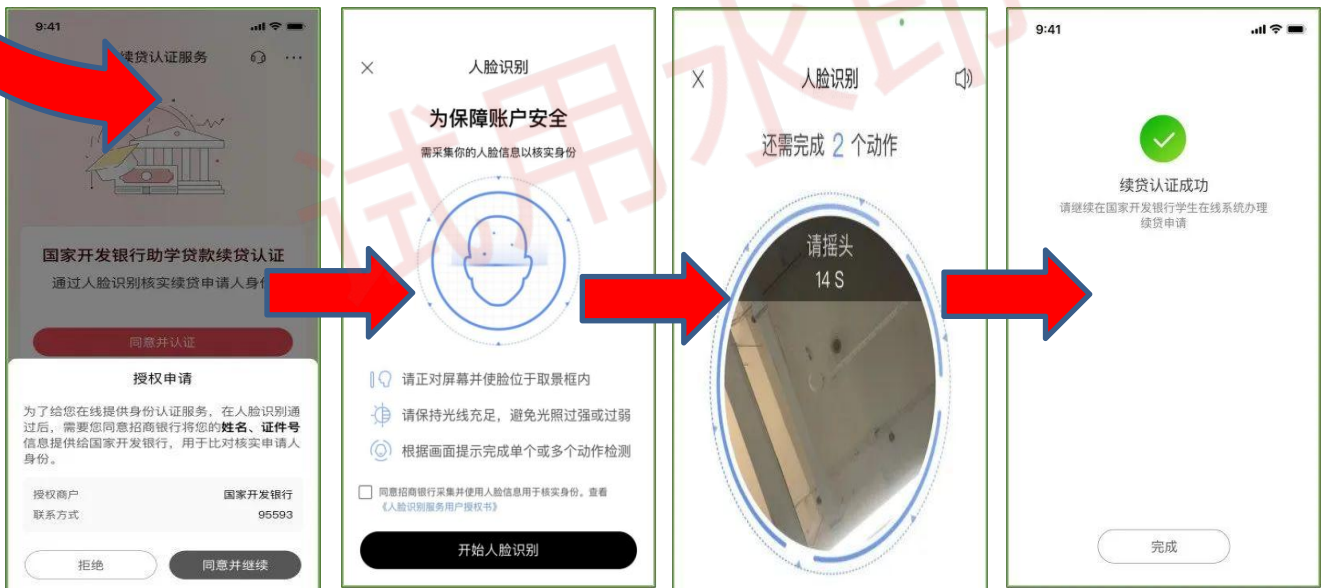 9:41
续贷认证服务
国家开发银行助学贷款续贷认证
通过人脸识别核实续贷申请人身
同意并认证
授权申请
为了给您在线提供身份认证服务，在人脸识别通
过后，需要您同意招商银行将您的姓名、证件号
信息提供给国家开发银行，用于比对核实申请人
身份。
授权商户 国家开发银行
联系方式 95593
拒绝 同意并继续
人脸识别
为保障账户安全
需采集你的人脸信息以核实身份
请正对屏幕并使脸位于取景框内
请保持光线充足，避免光照过强或过弱
根据画面提示完成单个或多个动作检测
同意招商银行采集并使用人脸信息用于核实身份。查看
《人脸识别服务用户授权书》
开始人脸识别
人脸识别
还需完成 2 个动作
请摇头
14 S
9:41
续贷认证成功
请继续在国家开发银行学生在线系统办理
续贷申请
完成
试用水印